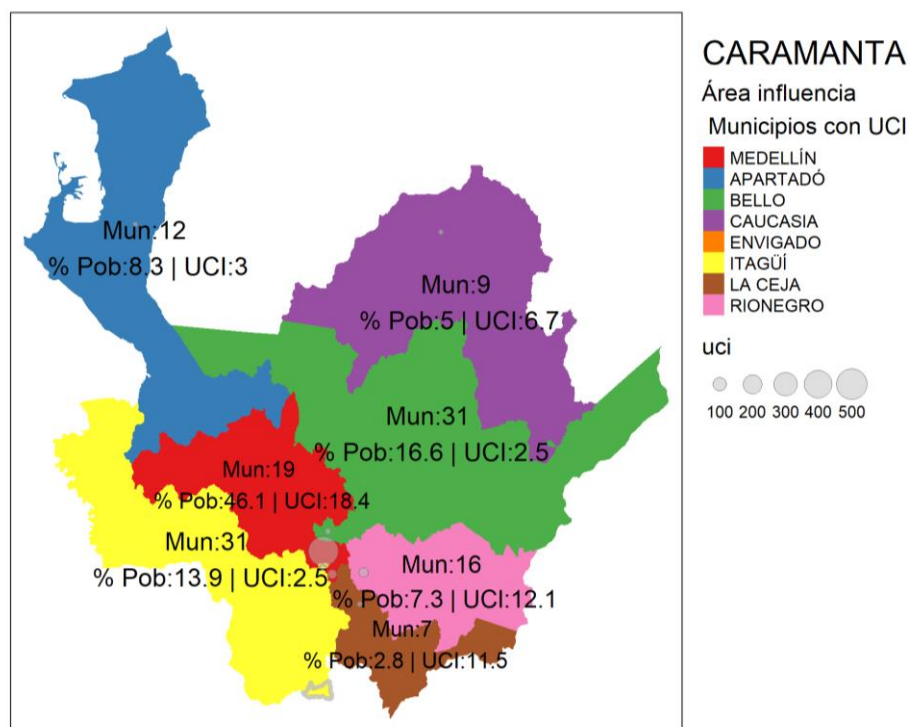 CARAMANTA
Área influencia
Municipios con UCI
MEDELLÍN
APARTADÓ
BELLO
CAUCASIA
ENVIGADO
ITAGÜÍ
LA CEJA
RIONEGRO
uci
100 200 300 400 500
Mun:12
% Pob:8.3 | UCI:3
Mun:9
% Pob:5 | UCI:6.7
Mun:31
% Pob:16.6 | UCI:2.5
Mun:19
% Pob:46.1 | UCI:18.4
Mun:31
% Pob:13.9 | UCI:2.5
Mun:16
% Pob:7.3 | UCI:12.1
Mun:7
% Pob:2.8 | UCI:11.5